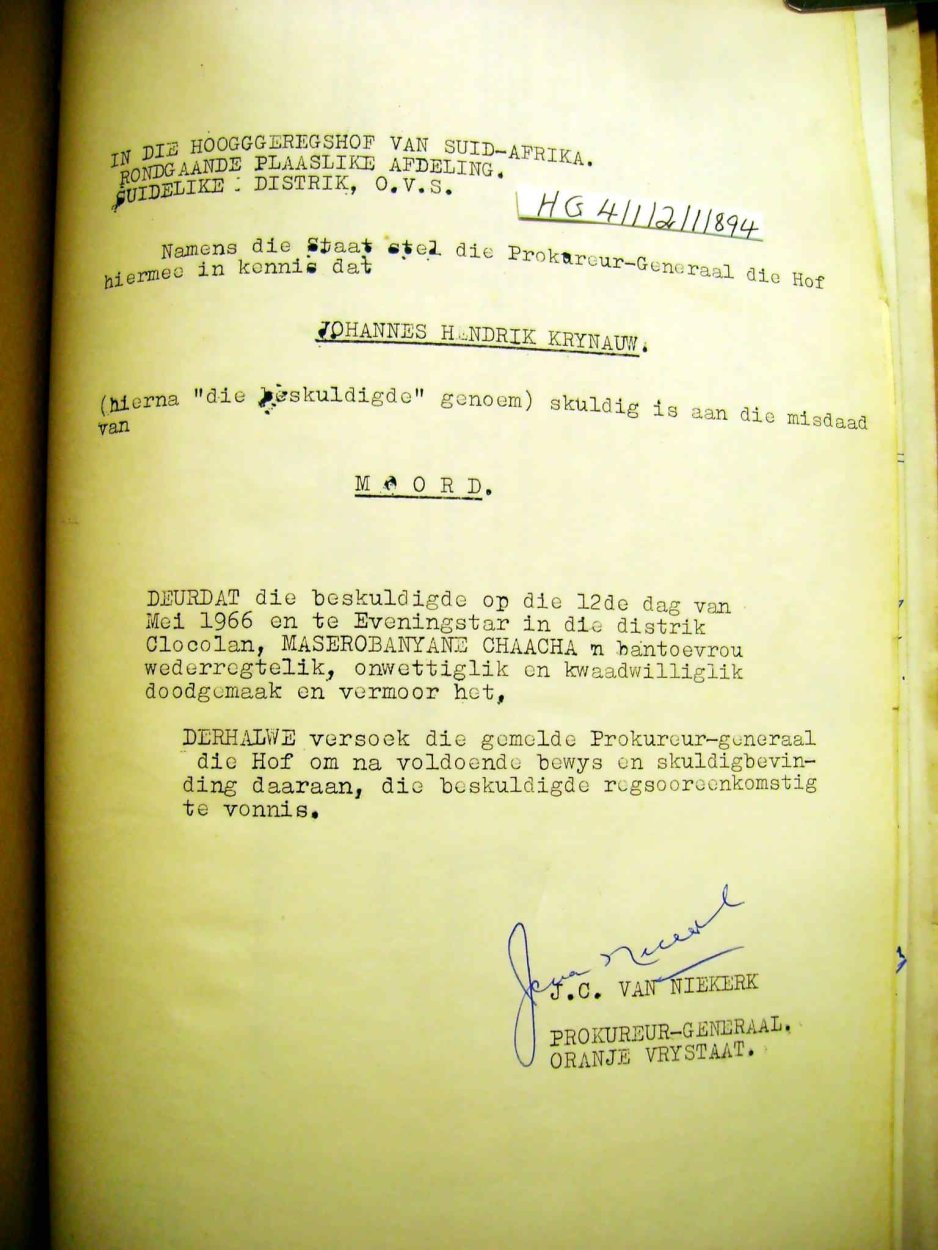 IN DIE HOOGGGEREGSHOF VAN SUID-AFRIKA.
RONDGAANDE PLAASLIKE AFDELING.
SUIDELIKE : DISTRIK, O.V.S.
HG 4/1/2/1/894
Namens die Staat stel die Prokureur-Generaal die Hof
hiermee in kennis dat
JOHANNES HENDRIK KRYNAUW.
(hierna "die beskuldigde" genoem) skuldig is aan die misdaad
van
M O O R D.
DEURDAT die beskuldigde op die 12de dag van
Mei 1966 en te Eveningstar in die distrik
Clocolan, MASEROBANYANE CHAACHA 'n bantoevrou
wederregtelik, onwettiglik en kwaadwilliglik
doodgemaak en vermoor het,
DERHALWE versoek die gemelde Prokureur-generaal
die Hof om na voldoende bewys en skuldigbevin-
ding daaraan, die beskuldigde regsooreenkomstig
te vonnis.
J.C. VAN NIEKERK
PROKUREUR-GENERAAL.
ORANJE VRYSTAAT.